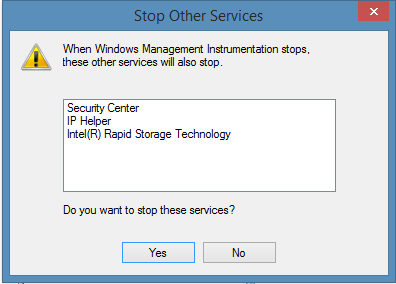 Stop Other Services
When Windows Management Instrumentation stops,
these other services will also stop.
Security Center
IP Helper
Intel(R) Rapid Storage Technology
Do you want to stop these services?
Yes No